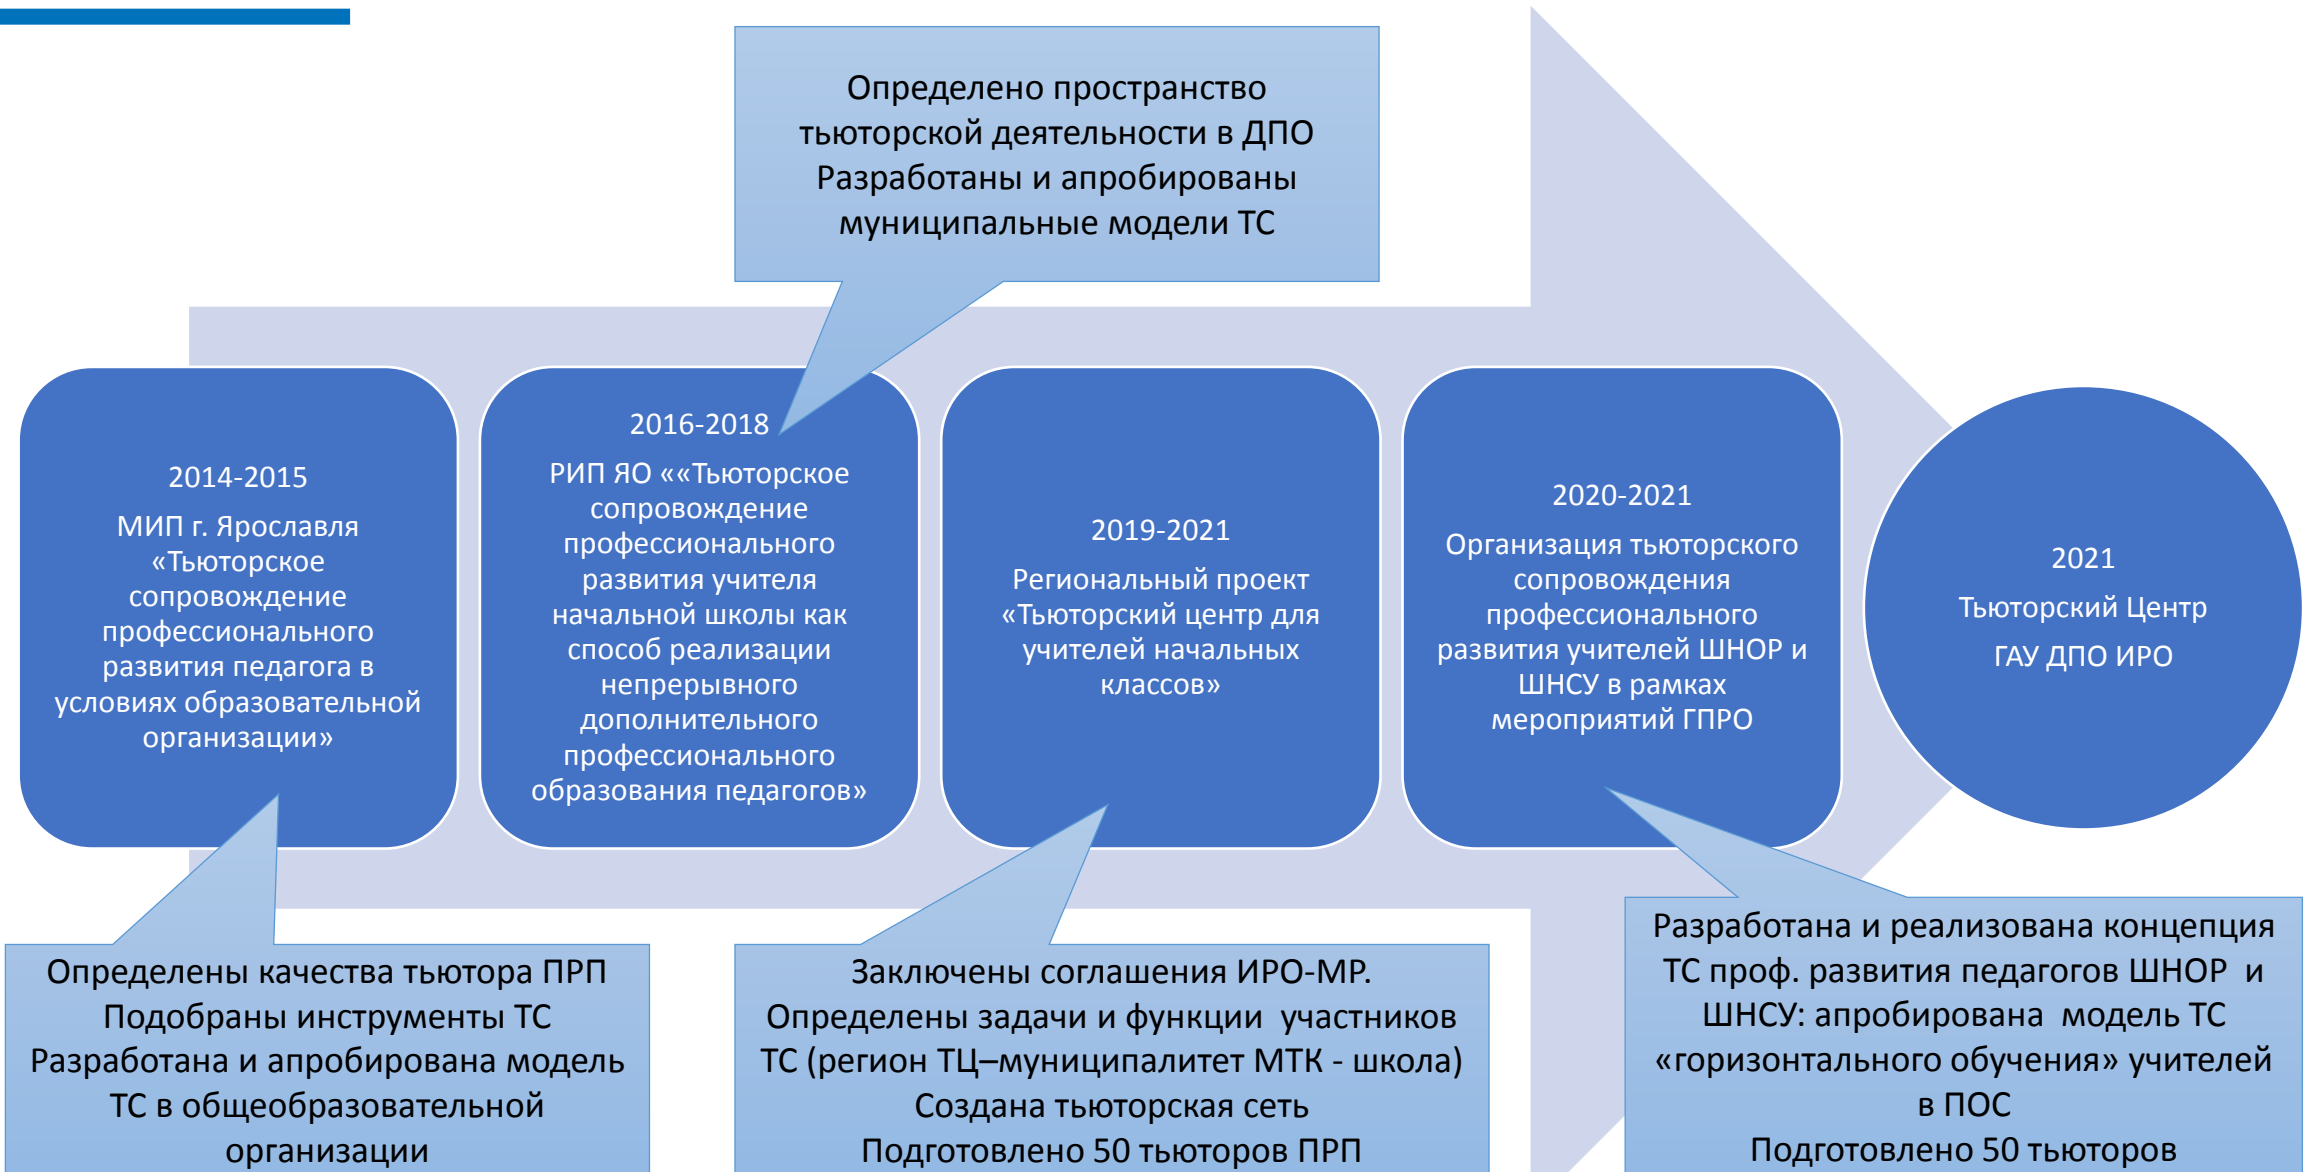 Определено пространство
тьюторской деятельности в ДПО
Разработаны и апробированы
муниципальные модели ТС
2014-2015
МИП г. Ярославля
«Тьюторское
сопровождение
профессионального
развития педагога в
условиях образовательной
организации»
2016-2018
РИП ЯО ««Тьюторское
сопровождение
профессионального
развития учителя
начальной школы как
способ реализации
непрерывного
дополнительного
профессионального
образования педагогов»
2019-2021
Региональный проект
«Тьюторский центр для
учителей начальных
классов»
2020-2021
Организация тьюторского
сопровождения
профессионального
развития учителей ШНОР и
ШНСУ в рамках
мероприятий ГПРО
2021
Тьюторский Центр
ГАУ ДПО ИРО
Определены качества тьютора ПРП
Подобраны инструменты ТС
Разработана и апробирована модель
ТС в общеобразовательной
организации
Заключены соглашения ИРО-МР.
Определены задачи и функции  участников
ТС (регион ТЦ–муниципалитет МТК - школа)
Создана тьюторская сеть
Подготовлено 50 тьюторов ПРП
Разработана и реализована концепция
ТС проф. развития педагогов ШНОР  и
ШНСУ: апробирована  модель ТС
«горизонтального обучения» учителей
в ПОС
Подготовлено 50 тьюторов